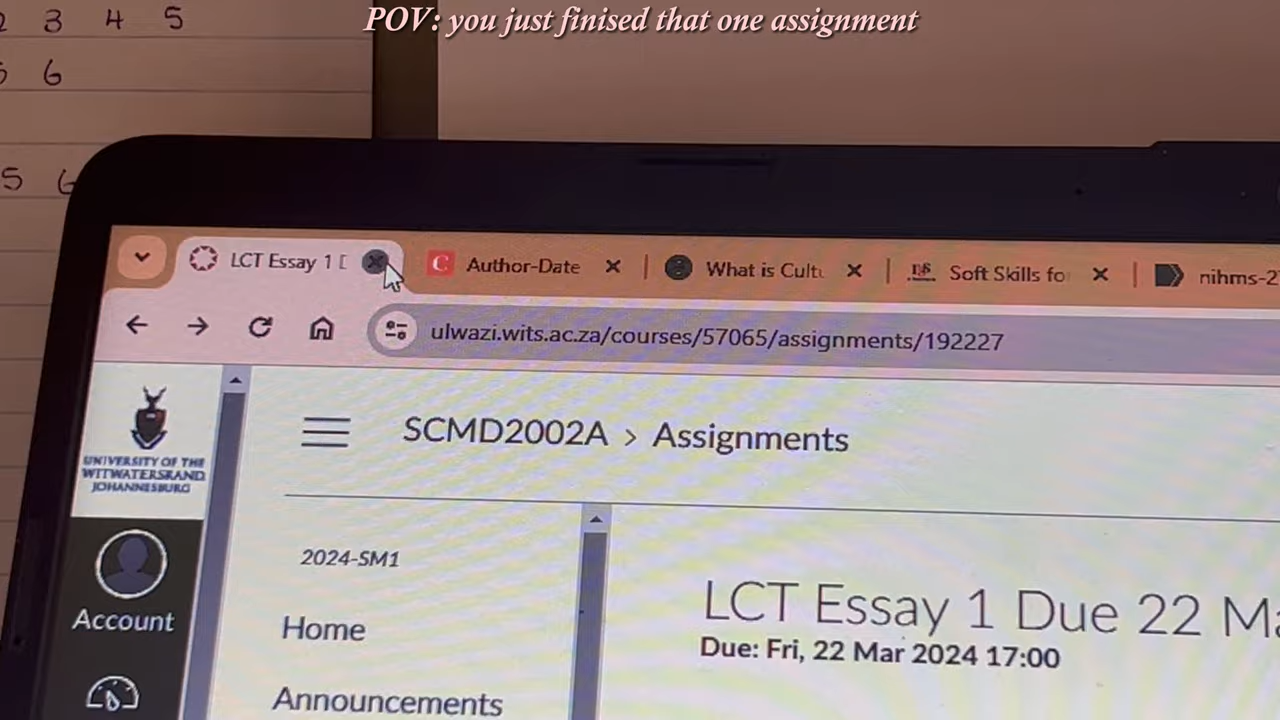 POV: you just finised that one assignment
2 3 4 5
6
5
LCT Essay 1
Author-Date
What is Cultu
Soft Skills fo
nihms-2
ulwazi.wits.ac.za/courses/57065/assignments/192227
UNIVERSITY OF THE
WITWATERSRAND,
JOHANNESBURG
SCMD2002A > Assignments
2024-SM1
Account
Home
Announcements
LCT Essay 1 Due 22 Ma
Due: Fri, 22 Mar 2024 17:00